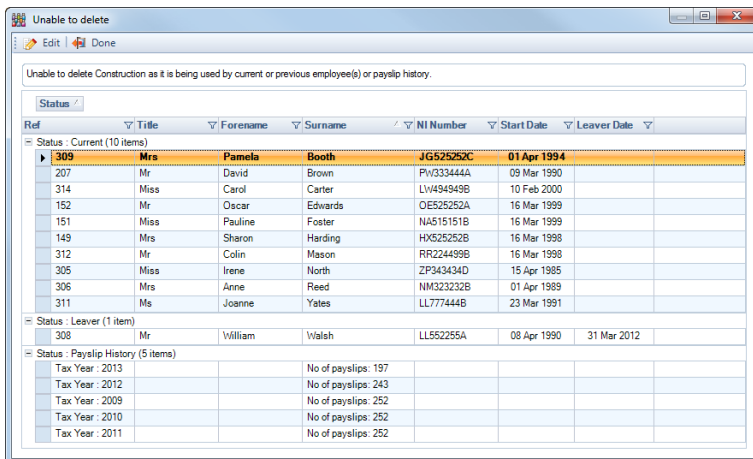 Unable to delete
Edit Done
Unable to delete Construction as it is being used by current or previous employee(s) or payslip history.
Status
Ref Title Forename Surname NI Number Start Date Leaver Date
Status : Current (10 items)
309 Mrs Pamela Booth JG525252C 01 Apr 1994
207 Mr David Brown PW333444A 09 Mar 1990
314 Miss Carol Carter LW494949B 10 Feb 2000
152 Mr Oscar Edwards OE525252A 16 Mar 1999
151 Miss Pauline Foster NA515151B 16 Mar 1999
149 Mrs Sharon Harding HX525252B 16 Mar 1998
312 Mr Colin Mason RR224499B 16 Mar 1998
305 Miss Irene North ZP343434D 15 Apr 1985
306 Mrs Anne Reed NM323232B 01 Apr 1989
311 Ms Joanne Yates LL777444B 23 Mar 1991
Status : Leaver (1 item)
308 Mr William Walsh LL552255A 08 Apr 1990 31 Mar 2012
Status : Payslip History (5 items)
Tax Year : 2013 No of payslips: 197
Tax Year : 2012 No of payslips: 243
Tax Year : 2009 No of payslips: 252
Tax Year : 2010 No of payslips: 252
Tax Year : 2011 No of payslips: 252